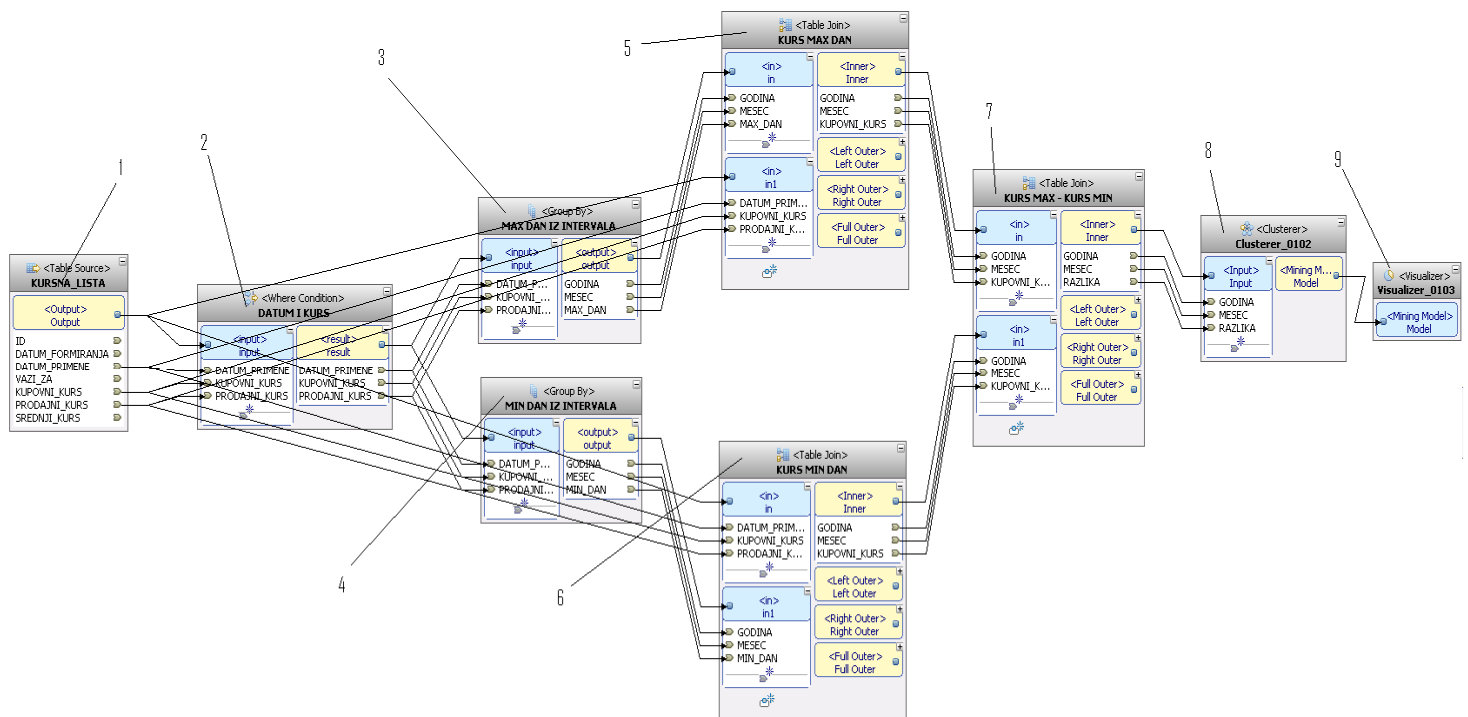 1
<Table Source>
KURSNA_LISTA
<Output>
Output
ID
DATUM_FORMIRANJA
DATUM_PRIMENE
VAZI_ZA
KUPOVNI_KURS
PRODAJNI_KURS
SREDNJI_KURS
2
<Where Condition>
DATUM I KURS
<input>
input
DATUM_PRIMENE
KUPOVNI_KURS
PRODAJNI_KURS
<result>
result
DATUM_PRIMENE
KUPOVNI_KURS
PRODAJNI_KURS
3
<Group By>
MAX DAN IZ INTERVALA
<input>
input
DATUM_P...
KUPOVNI_...
PRODAJNI...
<output>
output
GODINA
MESEC
MAX_DAN
4
<Group By>
MIN DAN IZ INTERVALA
<input>
input
DATUM_P...
KUPOVNI_...
PRODAJNI...
<output>
output
GODINA
MESEC
MIN_DAN
5
<Table Join>
KURS MAX DAN
<in>
in
GODINA
MESEC
MAX_DAN
<in>
in1
DATUM_PRIM...
KUPOVNI_KURS
PRODAJNI_K...
<Inner>
Inner
GODINA
MESEC
KUPOVNI_KURS
<Left Outer>
Left Outer
<Right Outer>
Right Outer
<Full Outer>
Full Outer
6
<Table Join>
KURS MIN DAN
<in>
in
DATUM_PRIM...
KUPOVNI_KURS
PRODAJNI_K...
<in>
in1
GODINA
MESEC
MIN_DAN
<Inner>
Inner
GODINA
MESEC
KUPOVNI_KURS
<Left Outer>
Left Outer
<Right Outer>
Right Outer
<Full Outer>
Full Outer
7
<Table Join>
KURS MAX - KURS MIN
<in>
in
GODINA
MESEC
KUPOVNI_K...
<in>
in1
GODINA
MESEC
KUPOVNI_K...
<Inner>
Inner
GODINA
MESEC
RAZLIKA
<Left Outer>
Left Outer
<Right Outer>
Right Outer
<Full Outer>
Full Outer
8
<Clusterer>
Clusterer_0102
<Input>
Input
GODINA
MESEC
RAZLIKA
<Mining M...
Model
9
<Visualizer>
Visualizer_0103
<Mining Model>
Model